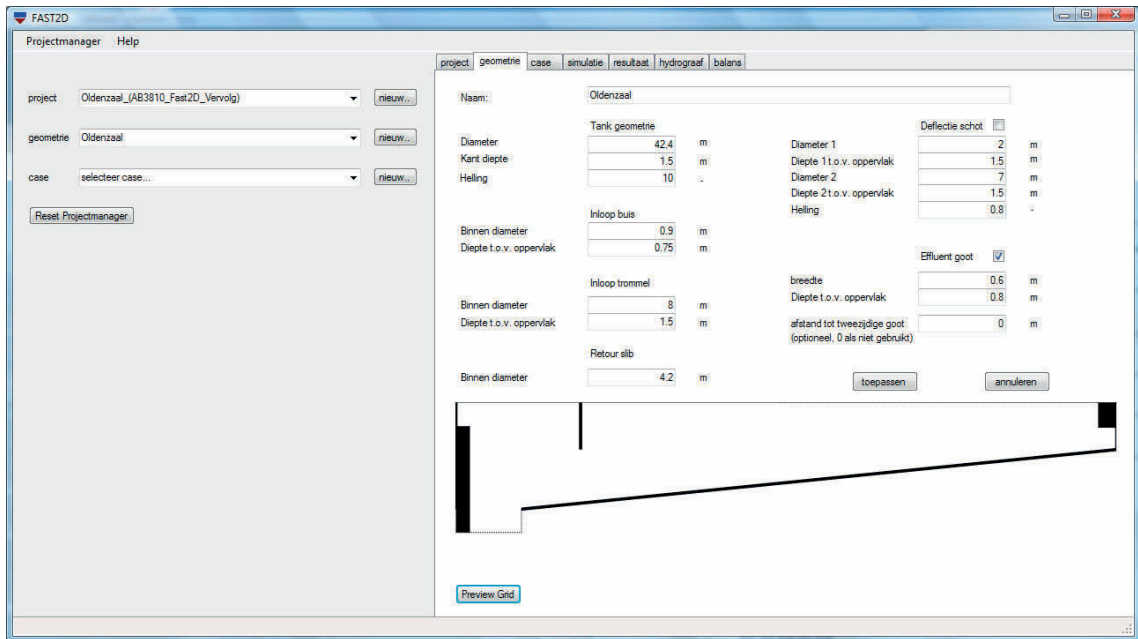 FAST2D
Projectmanager Help
project geometrie case simulatie resultaat hydrograaf balans
project Oldenzaal_(AB3810_Fast2D_Vervolg) nieuw..
geometrie Oldenzaal nieuw..
case selecteer case... nieuw..
Reset Projectmanager
Naam: Oldenzaal
Tank geometrie
Diameter 42.4 m
Kant diepte 1.5 m
Helling 10 -
Inloop buis
Binnen diameter 0.9 m
Diepte t.o.v. oppervlak 0.75 m
Inloop trommel
Binnen diameter 8 m
Diepte t.o.v. oppervlak 1.5 m
Retour slib
Binnen diameter 4.2 m
Deflectie schot
Diameter 1 2 m
Diepte 1 t.o.v. oppervlak 1.5 m
Diameter 2 7 m
Diepte 2 t.o.v. oppervlak 1.5 m
Helling 0.8 -
Effluent goot
breedte 0.6 m
Diepte t.o.v. oppervlak 0.8 m
afstand tot tweezijdige goot 0 m
(optioneel, 0 als niet gebruikt)
toepassen annuleren
Preview Grid